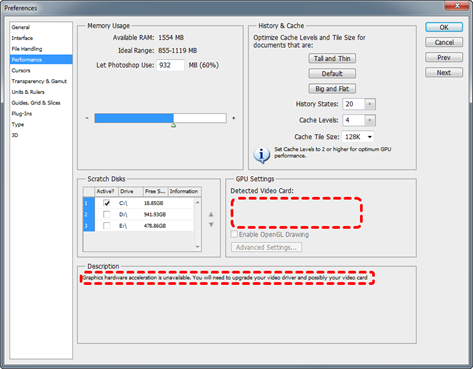 Preferences
General
Interface
File Handling
Performance
Cursors
Transparency & Gamut
Units & Rulers
Guides, Grid & Slices
Plug-Ins
Type
3D
Memory Usage
Available RAM: 1554 MB
Ideal Range: 855-1119 MB
Let Photoshop Use: 932 MB (60%)
- +
History & Cache
Optimize Cache Levels and Tile Size for
documents that are:
Tall and Thin
Default
Big and Flat
History States: 20
Cache Levels: 4
Cache Tile Size: 128K
Set Cache Levels to 2 or higher for optimum GPU
performance.
OK
Cancel
Prev
Next
Scratch Disks
Active? Drive Free S... Information
1 C:\ 18.85GB
2 D:\ 941.93GB
3 E:\ 478.86GB
GPU Settings
Detected Video Card:
Enable OpenGL Drawing
Advanced Settings...
Description
Graphics hardware acceleration is unavailable. You will need to upgrade your video driver and possibly your video card